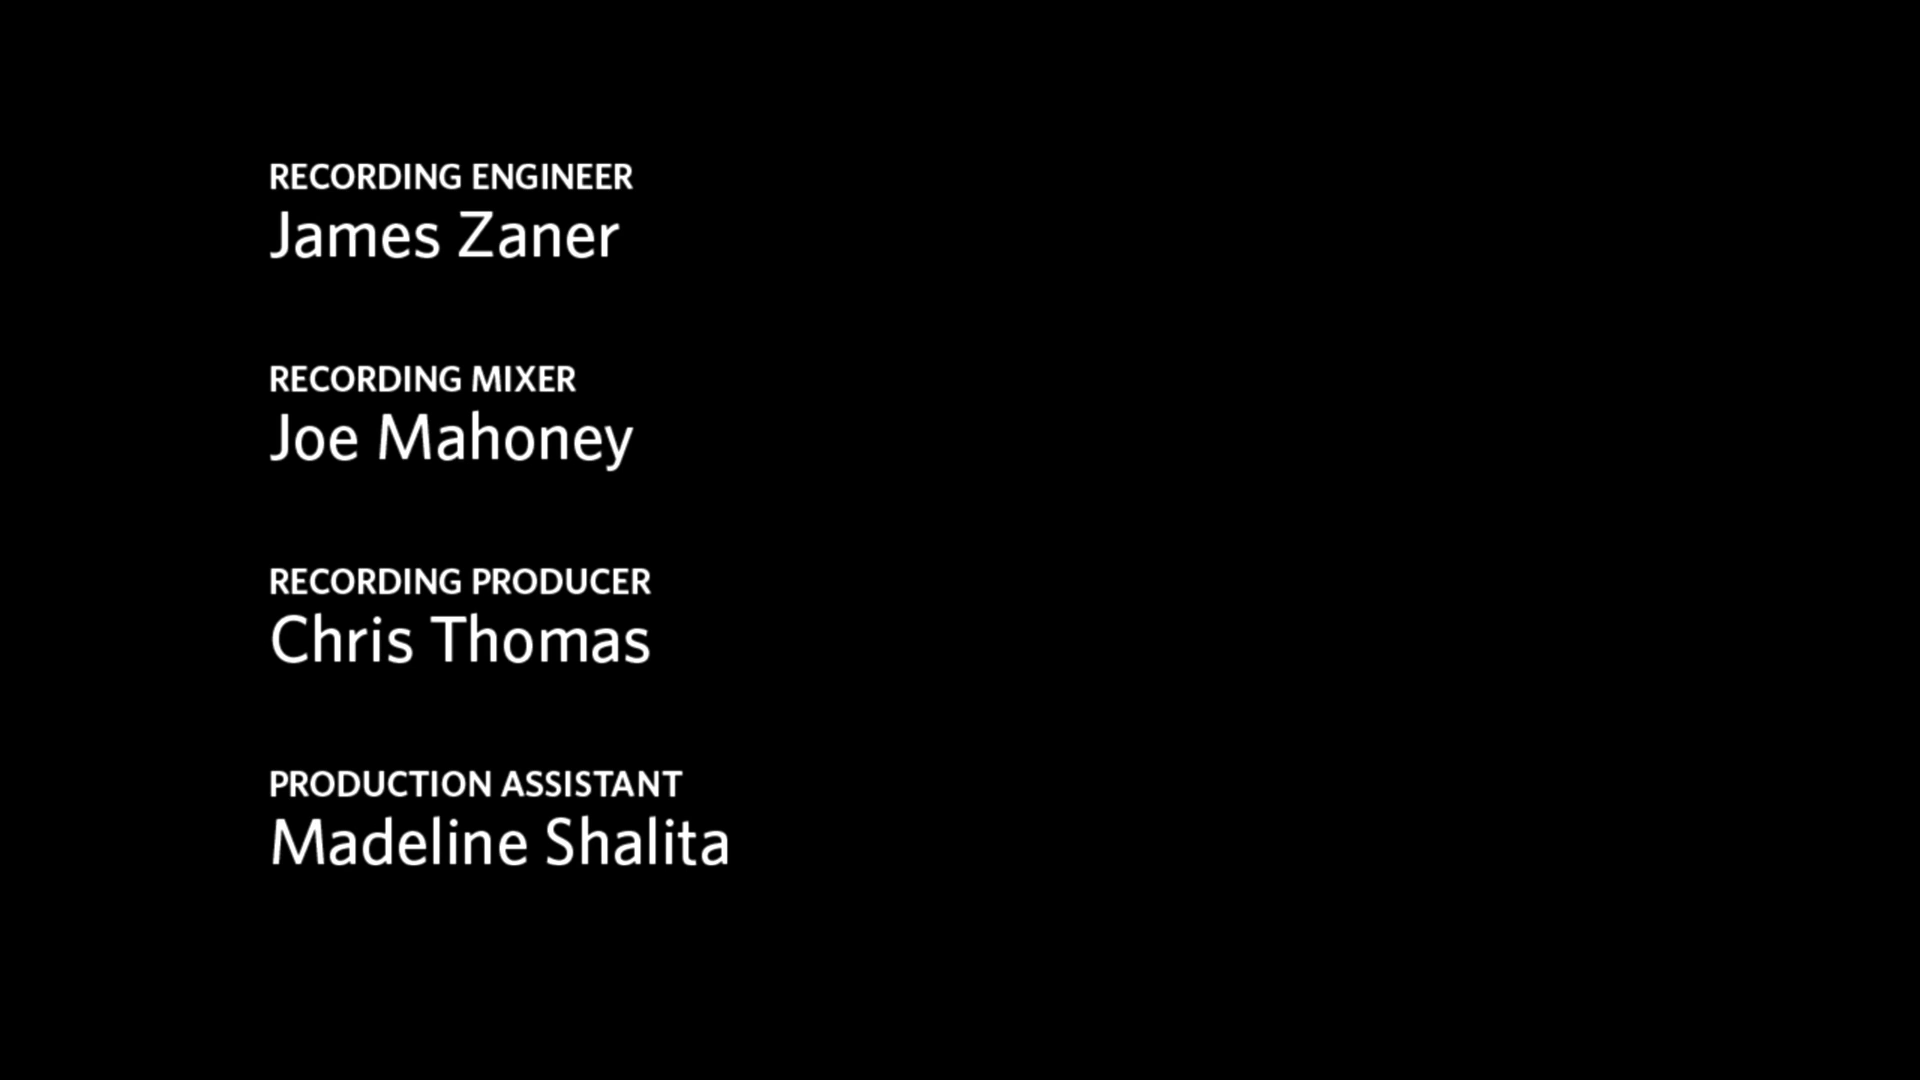 RECORDING ENGINEER
James Zaner
RECORDING MIXER
Joe Mahoney
RECORDING PRODUCER
Chris Thomas
PRODUCTION ASSISTANT
Madeline Shalita